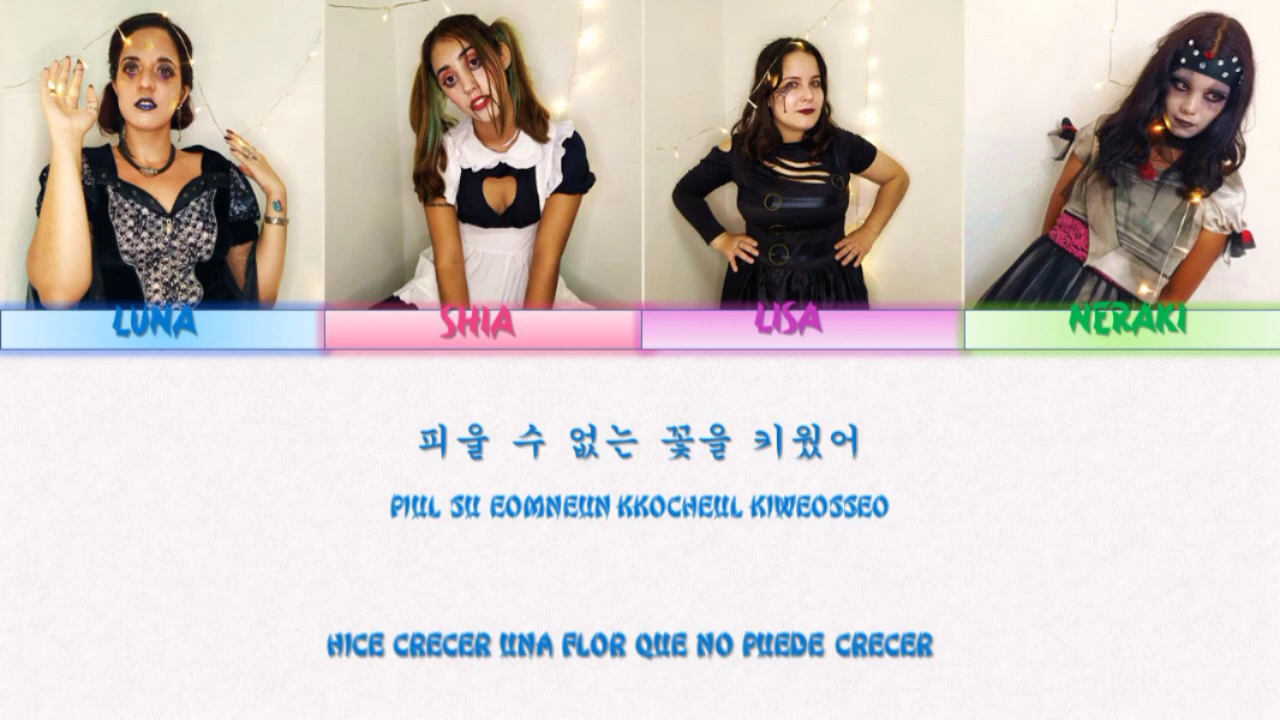 LUNA SHIA LISA NERAKI
피울 수 없는 꽃을 키웠어
PIUL SU EOMNEUN KKOCHEUL KIWEOSSEO
HICE CRECER UNA FLOR QUE NO PUEDE CRECER